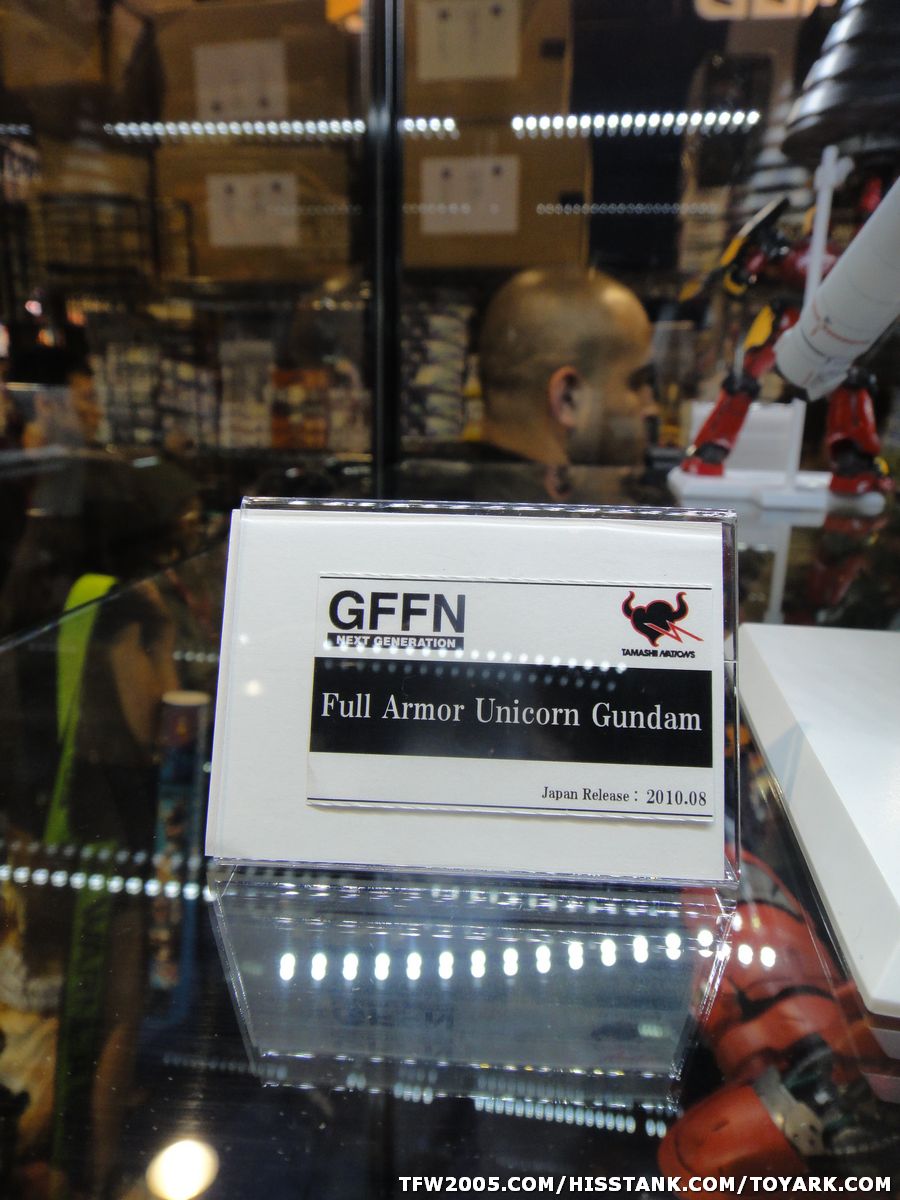 GFFN
NEXT GENERATION
TAMASHII NATIONS
Full Armor Unicorn Gundam
Japan Release : 2010.08
TFW2005.COM/HISSTANK.COM/TOYARK.COM